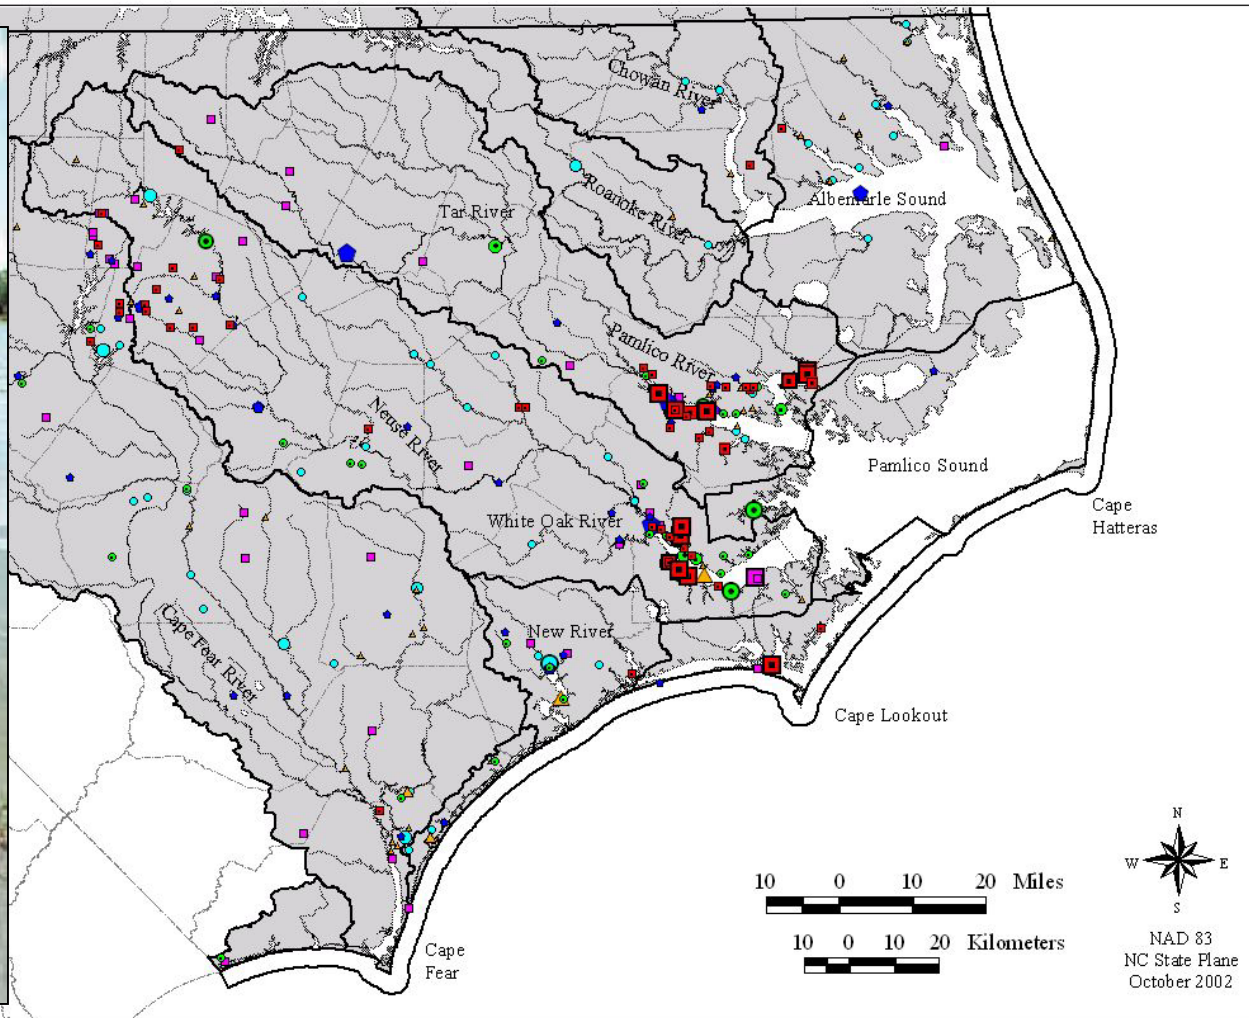 Chowan River
Roanoke River
Albemarle Sound
Tar River
Pamlico River
Neuse River
Pamlico Sound
Cape
Hatteras
White Oak River
New River
Cape Fear River
Cape Lookout
10 0 10 20 Miles
10 0 10 20 Kilometers
Cape
Fear
N
W E
S
NAD 83
NC State Plane
October 2002